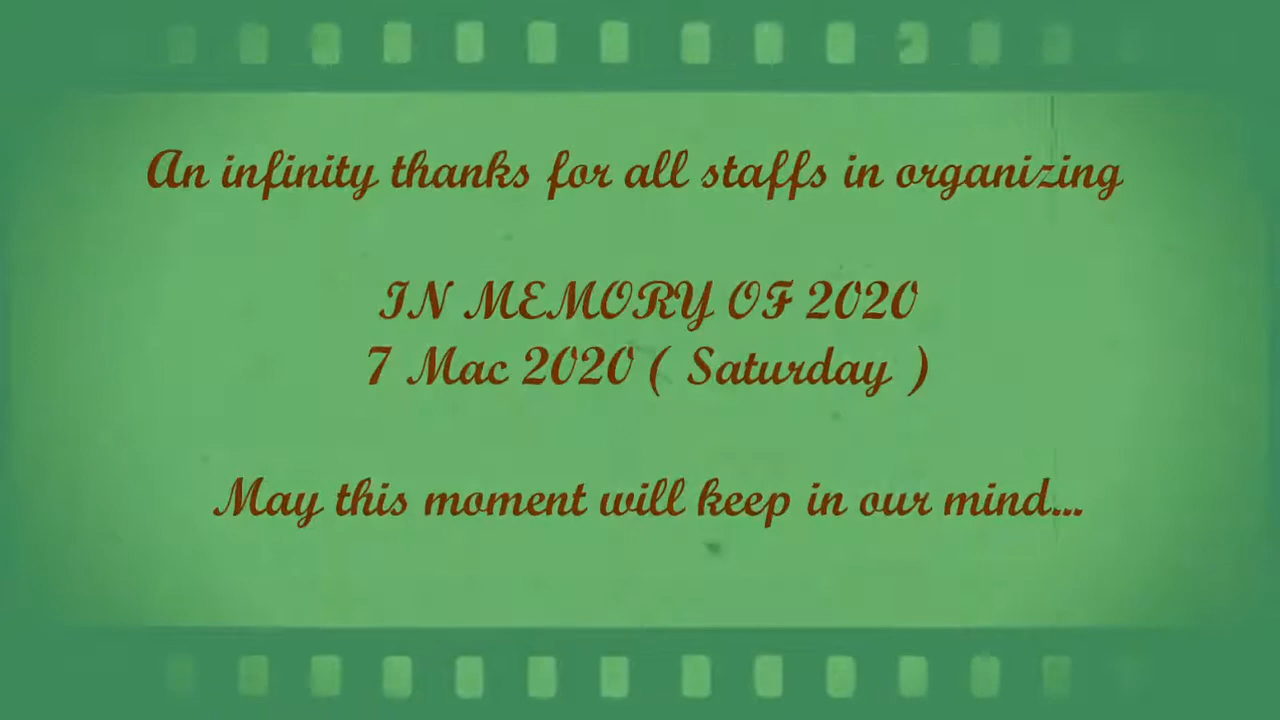 An infinity thanks for all staffs in organizing
IN MEMORY OF 2020
7 Mac 2020 ( Saturday )
May this moment will keep in our mind...